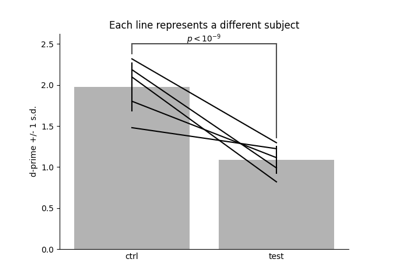 Each line represents a different subject
p < 10⁻⁹
2.5
2.0
1.5
1.0
0.5
0.0
d-prime +/- 1 s.d.
ctrl
test